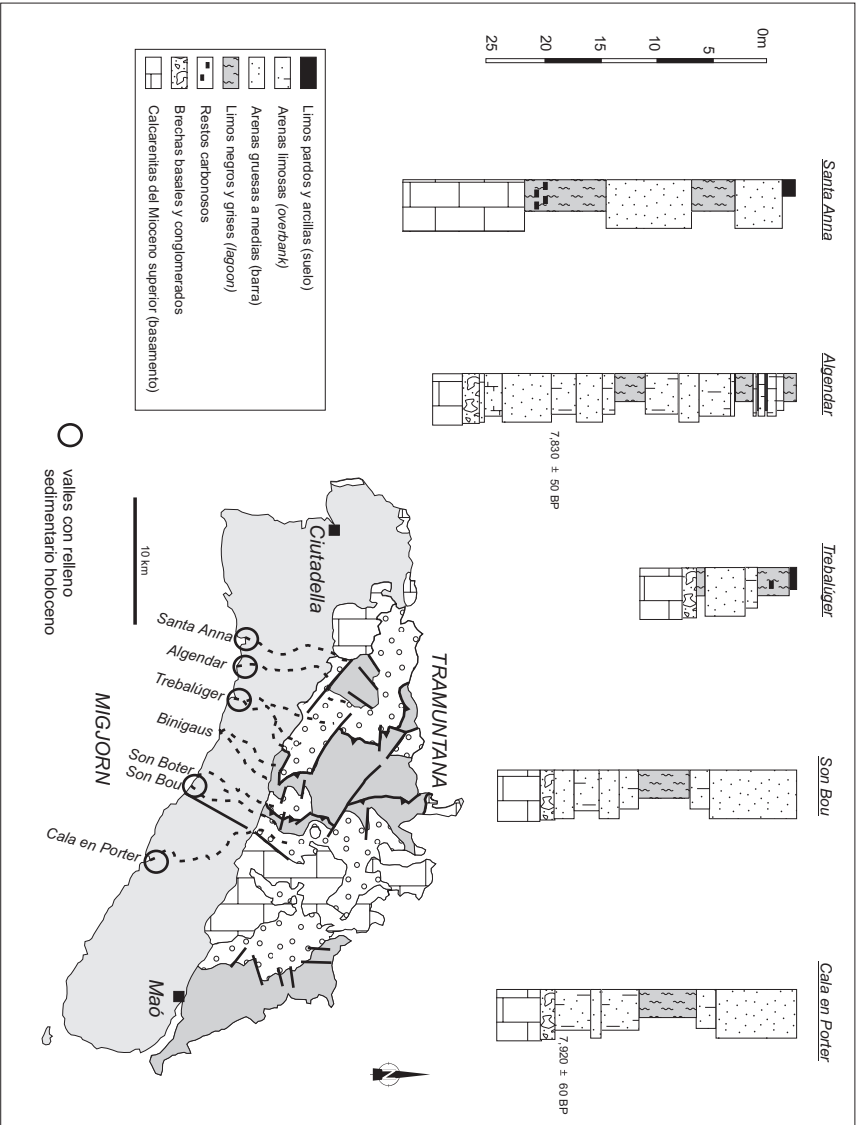 0m
5
10
15
20
25
Santa Anna
Algendar
7,830 ± 50 BP
Trebalúger
Son Bou
Cala en Porter
7,920 ± 60 BP
Limos pardos y arcillas (suelo)
Arenas limosas (overbank)
Arenas gruesas a medias (barra)
Limos negros y grises (lagoon)
Restos carbonosos
Brechas basales y conglomerados
Calcarenitas del Mioceno superior (basamento)
valles con relleno
sedimentario holoceno
10 km
Ciutadella
TRAMUNTANA
Santa Anna
Algendar
Trebalúger
Binigaus
Son Boter
Son Bou
Cala en Porter
MIGJORN
Maó
N